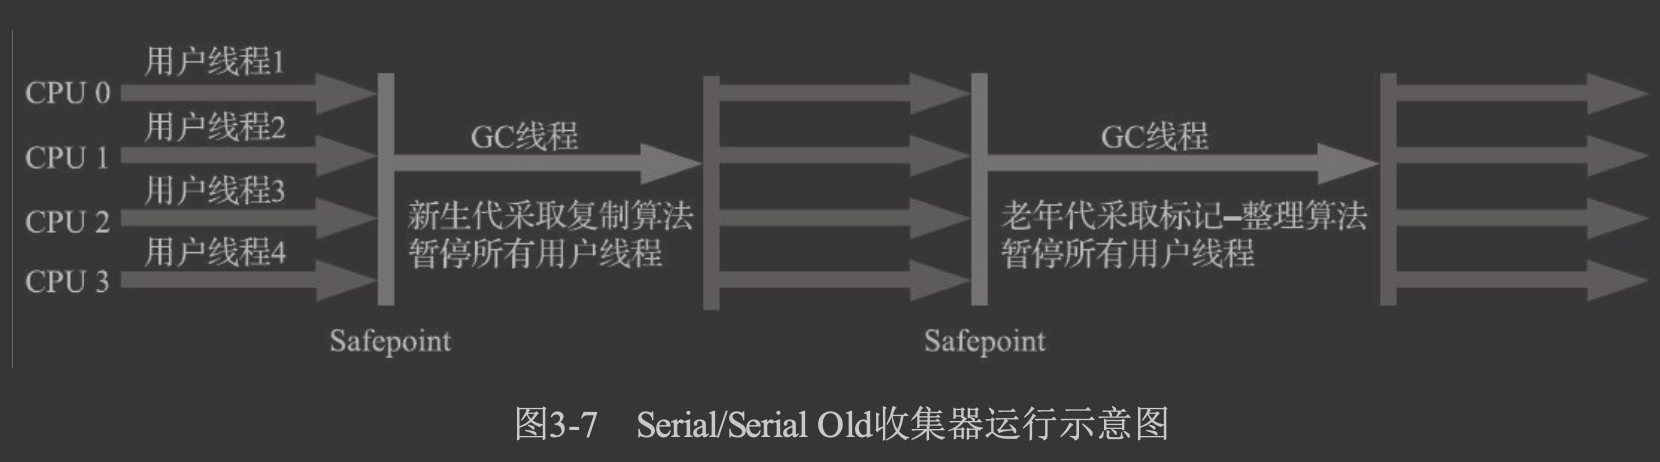 用户线程1
CPU 0
用户线程2
CPU 1
用户线程3
CPU 2
用户线程4
CPU 3
GC线程
新生代采取复制算法
暂停所有用户线程
Safepoint
GC线程
老年代采取标记–整理算法
暂停所有用户线程
Safepoint
图3-7 Serial/Serial Old收集器运行示意图